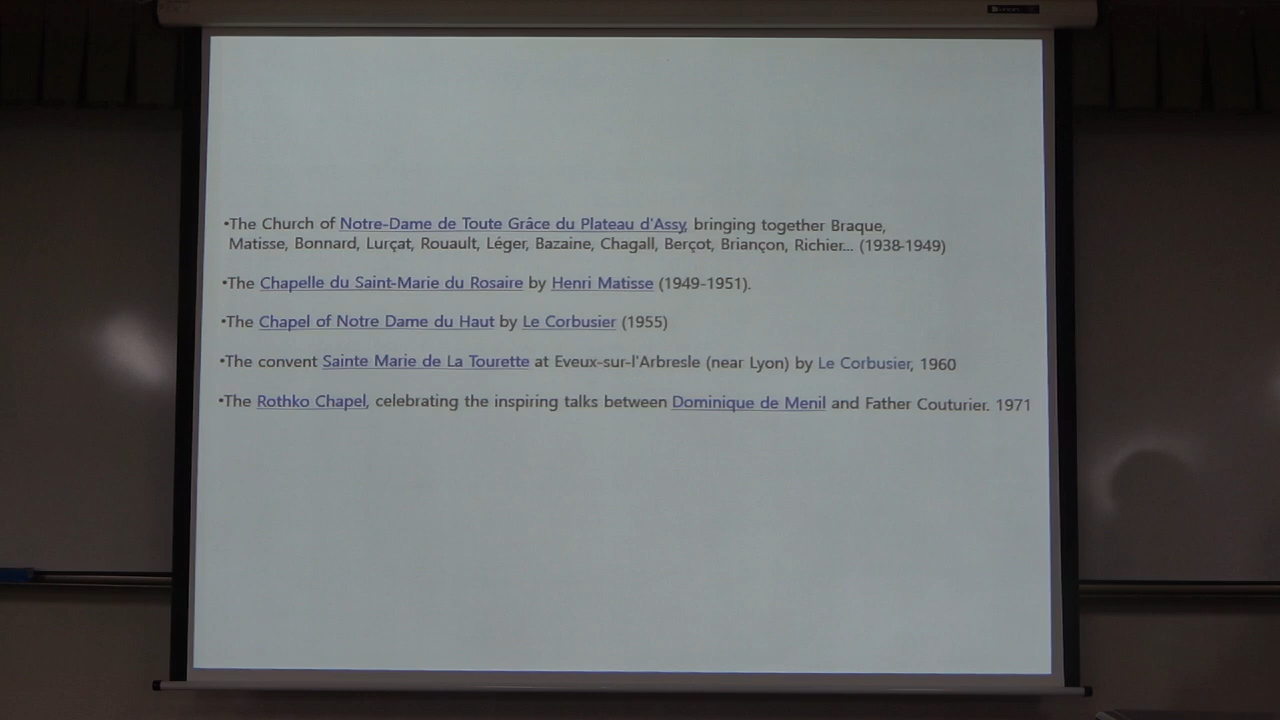 •The Church of Notre-Dame de Toute Grâce du Plateau d'Assy, bringing together Braque,
Matisse, Bonnard, Lurçat, Rouault, Léger, Bazaine, Chagall, Berçot, Briançon, Richier... (1938-1949)
•The Chapelle du Saint-Marie du Rosaire by Henri Matisse (1949-1951).
•The Chapel of Notre Dame du Haut by Le Corbusier (1955)
•The convent Sainte Marie de La Tourette at Eveux-sur-l'Arbresle (near Lyon) by Le Corbusier, 1960
•The Rothko Chapel, celebrating the inspiring talks between Dominique de Menil and Father Couturier. 1971